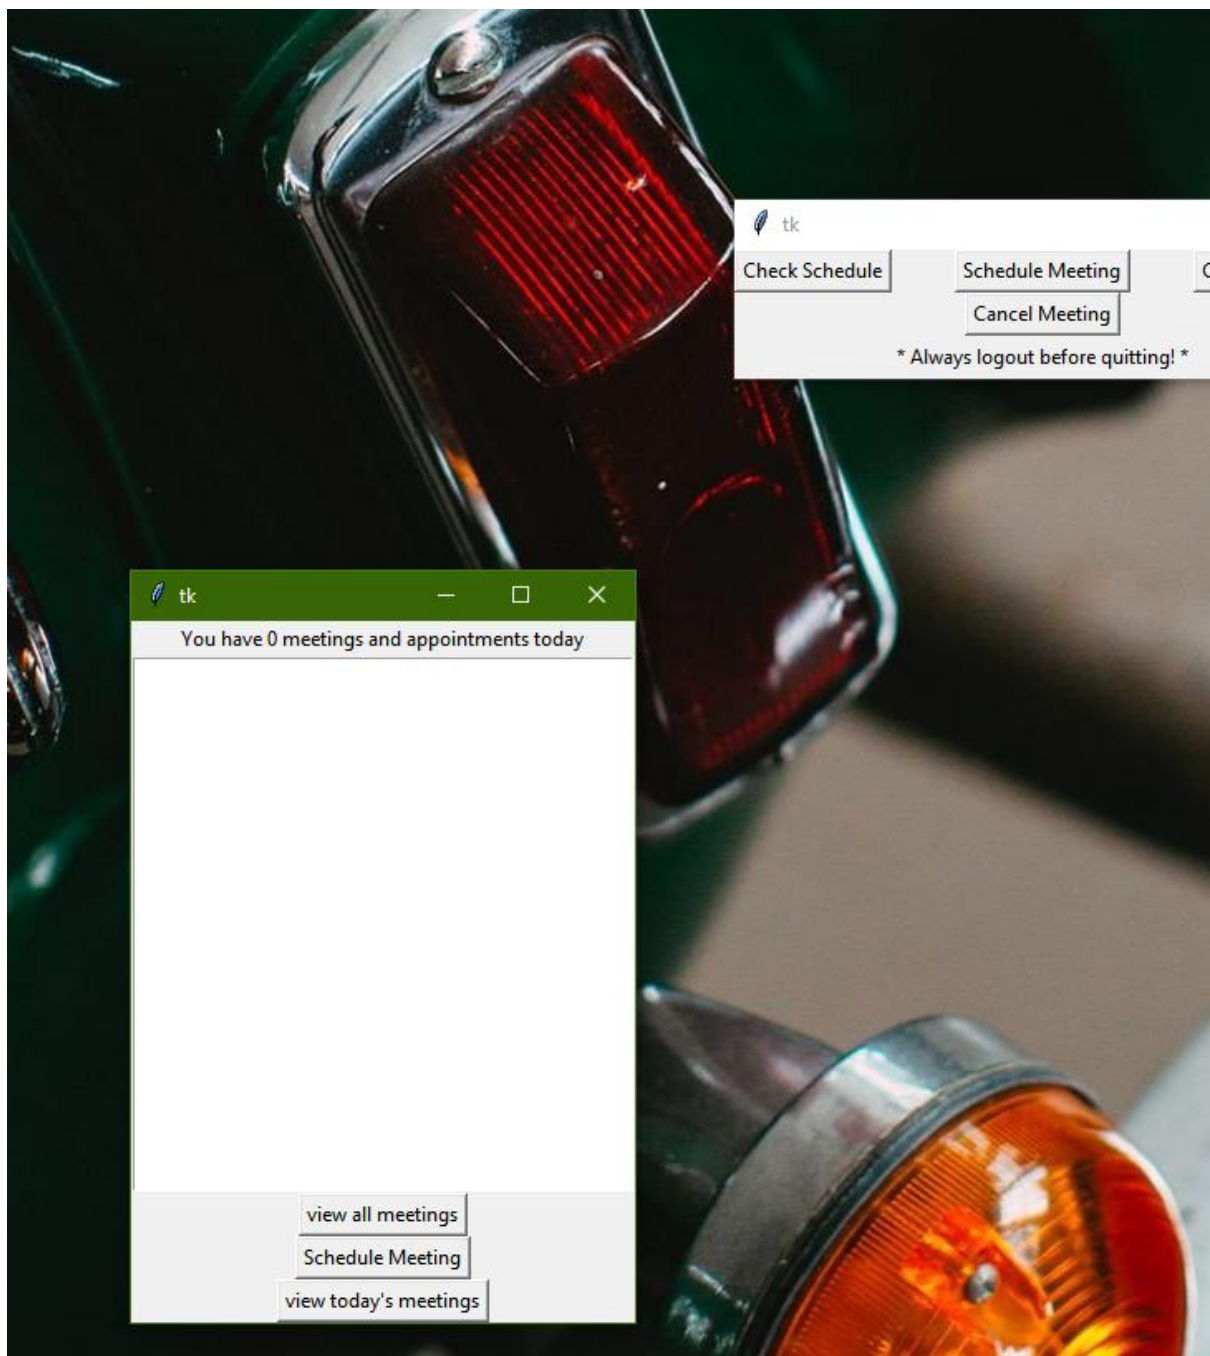 tk
Check Schedule Schedule Meeting
Cancel Meeting
* Always logout before quitting! *
tk
You have 0 meetings and appointments today
view all meetings
Schedule Meeting
view today's meetings